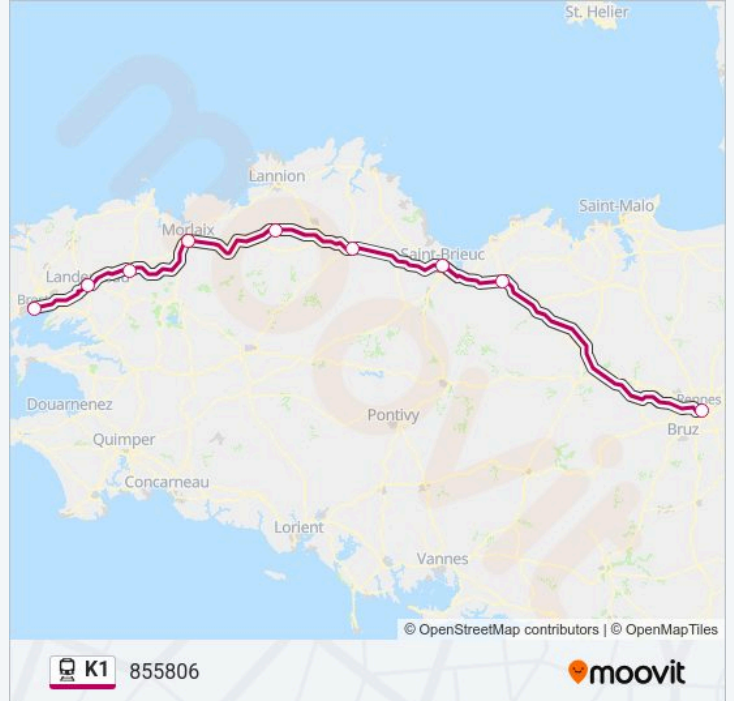 St. Helier
Lannion
Saint-Malo
Morlaix
Saint-Brieuc
Rennes
Douarnenez
Pontivy
Bruz
Quimper
Concarneau
Lorient
Vannes
© OpenStreetMap contributors | © OpenMapTiles
K1 855806
moovit